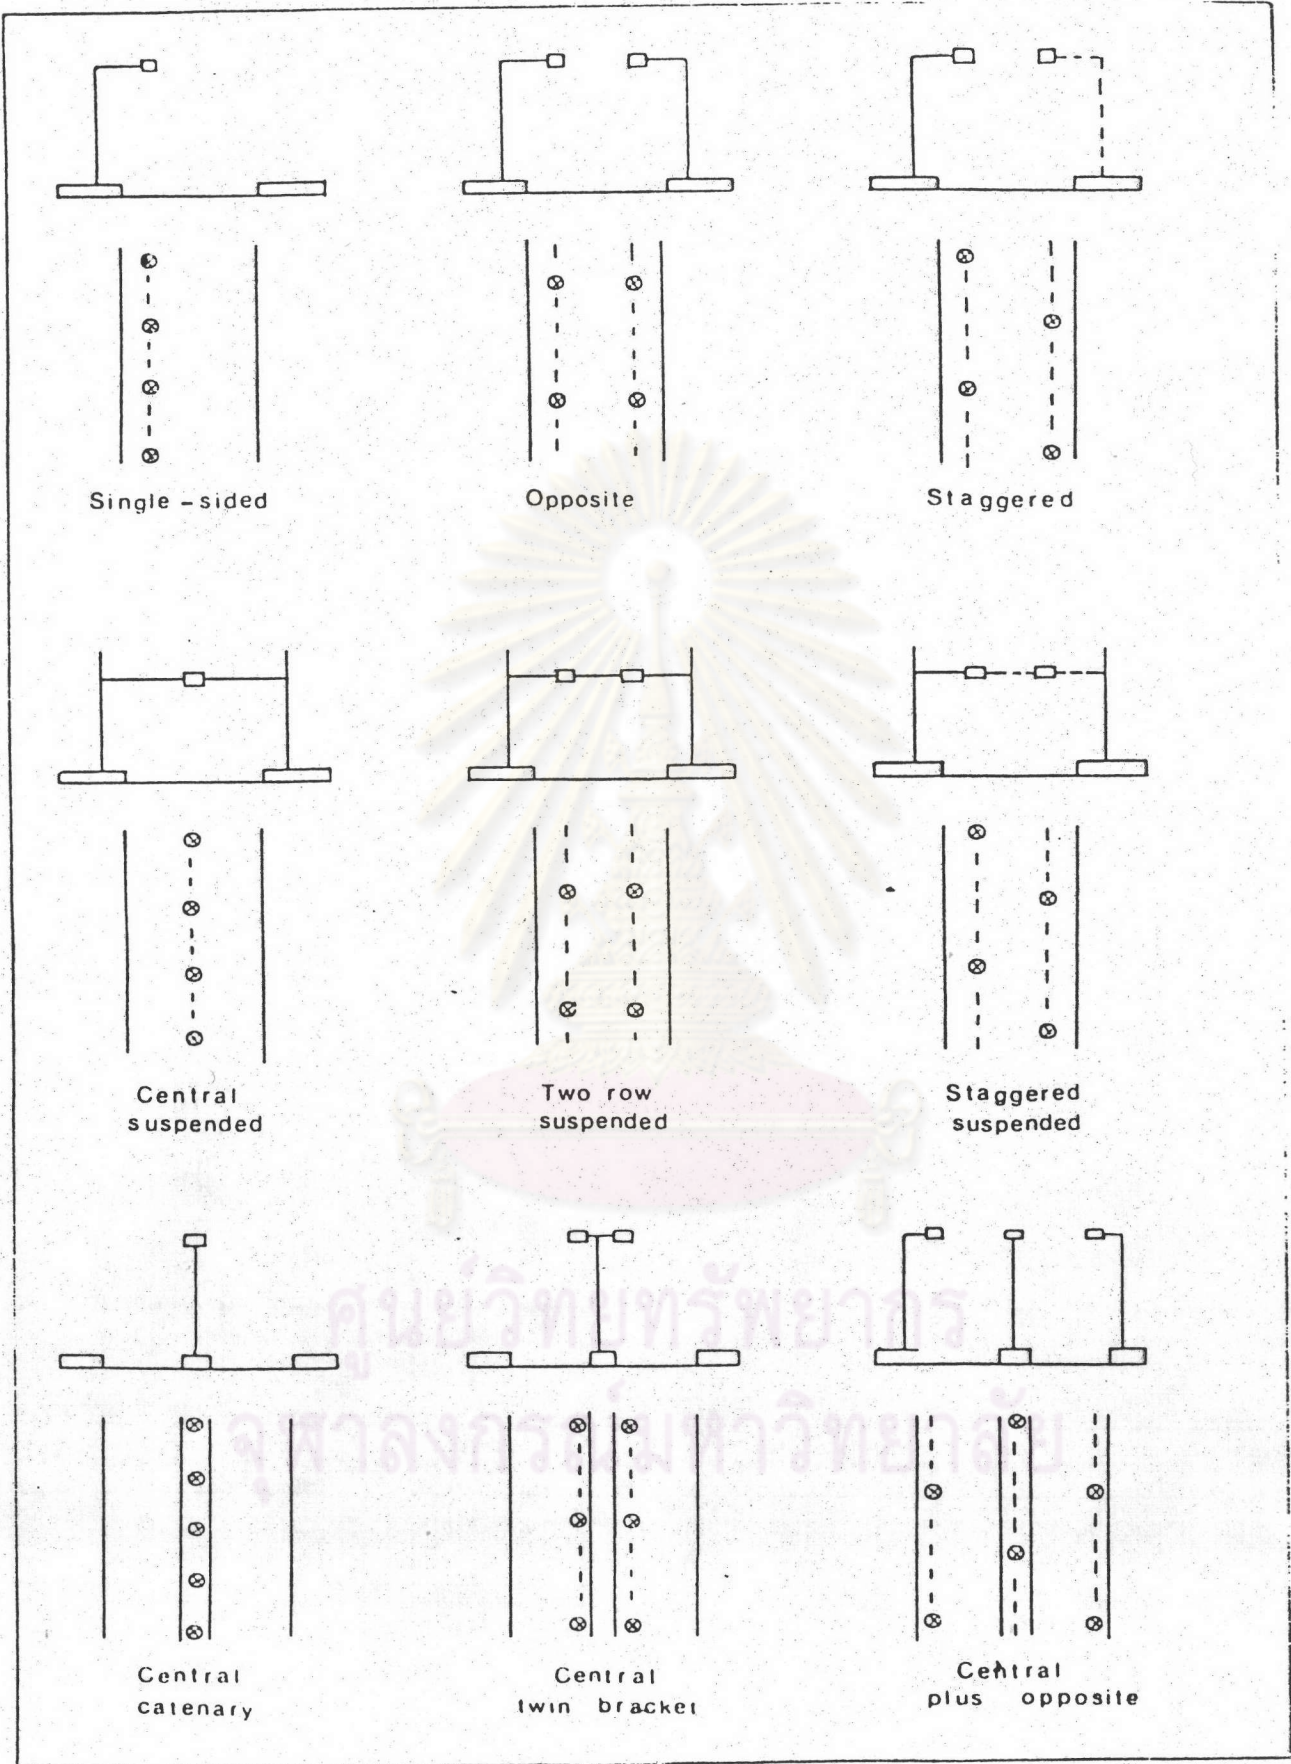 Single-sided
Opposite
Staggered
Central
suspended
Two row
suspended
Staggered
suspended
ศูนย์วิทยทรัพยากร
จุฬาลงกรณ์มหาวิทยาลัย
Central
catenary
Central
twin bracket
Central
plus opposite